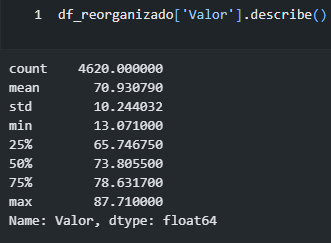 1 df_reorganizado['Valor'].describe()
count 4620.000000
mean 70.930790
std 10.244032
min 13.071000
25% 65.746750
50% 73.805500
75% 78.631700
max 87.710000
Name: Valor, dtype: float64